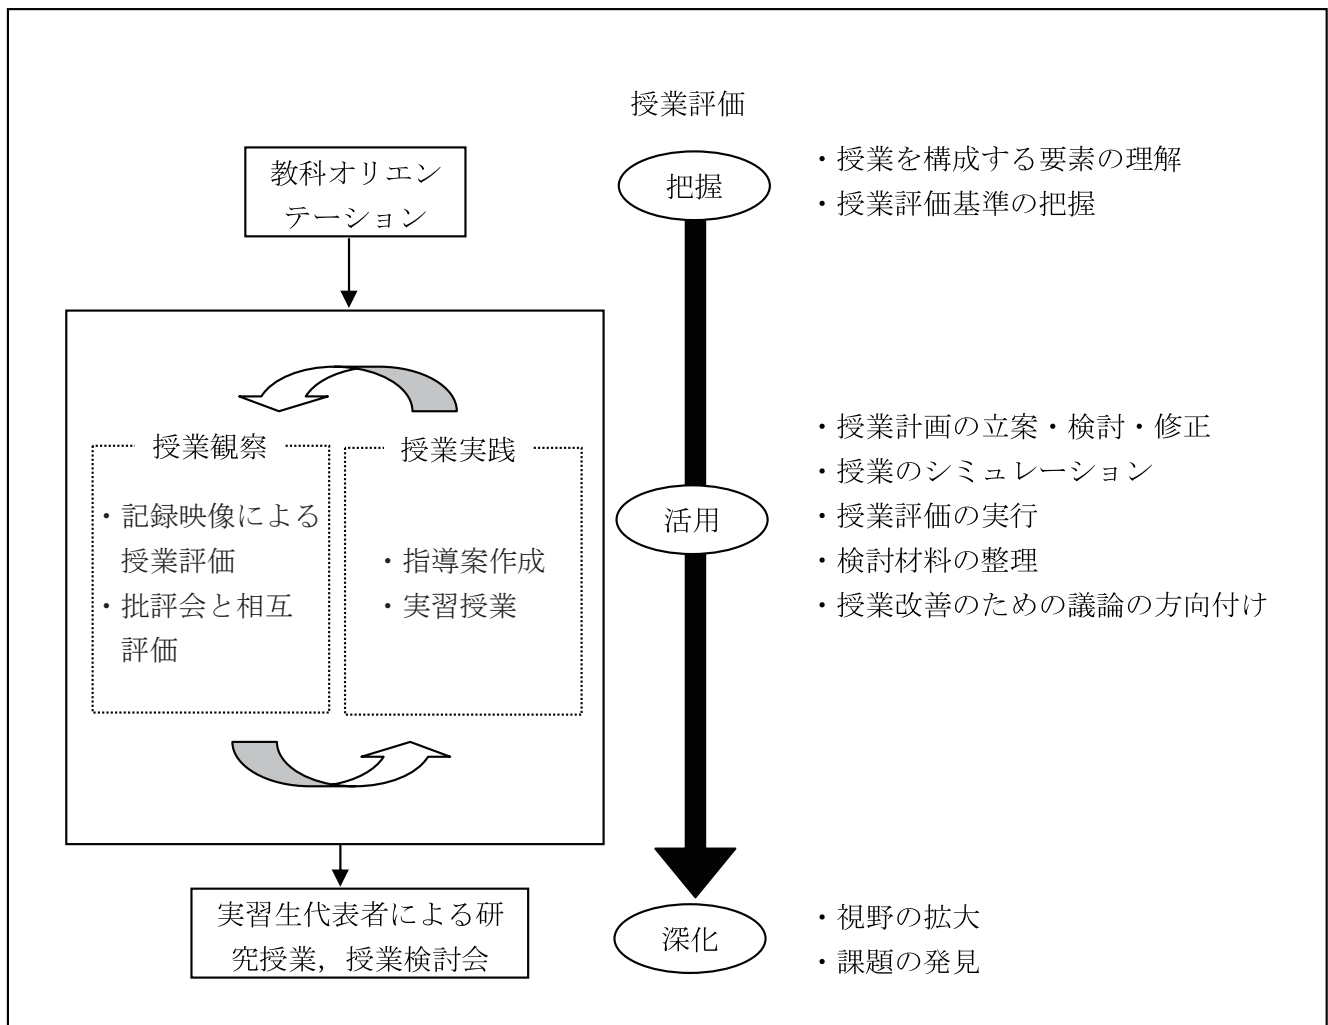 授業評価
教科オリエン
テーション
把握
・授業を構成する要素の理解
・授業評価基準の把握
授業観察
・記録映像による
授業評価
・批評会と相互
評価
授業実践
・指導案作成
・実習授業
活用
・授業計画の立案・検討・修正
・授業のシミュレーション
・授業評価の実行
・検討材料の整理
・授業改善のための議論の方向付け
実習生代表者による研
究授業，授業検討会
深化
・視野の拡大
・課題の発見